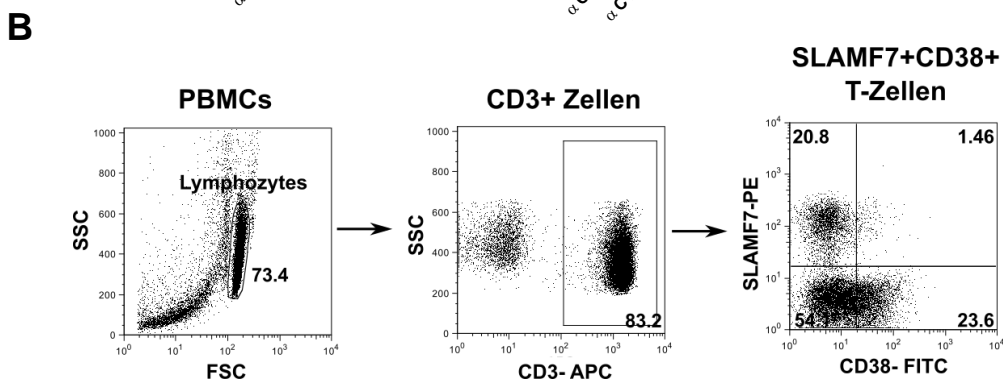 α
α C
α C
B
PBMCs
CD3+ Zellen
SLAMF7+CD38+
T-Zellen
1000
800
600
400
200
0
SSC
Lymphozytes
73.4
10⁰
10¹
10²
10³
10⁴
FSC
1000
800
600
400
200
0
SSC
83.2
10⁰
10¹
10²
10³
10⁴
CD3- APC
10⁴
10³
10²
10¹
10⁰
SLAMF7-PE
20.8
1.46
23.6
10⁰
10¹
10²
10³
10⁴
CD38- FITC